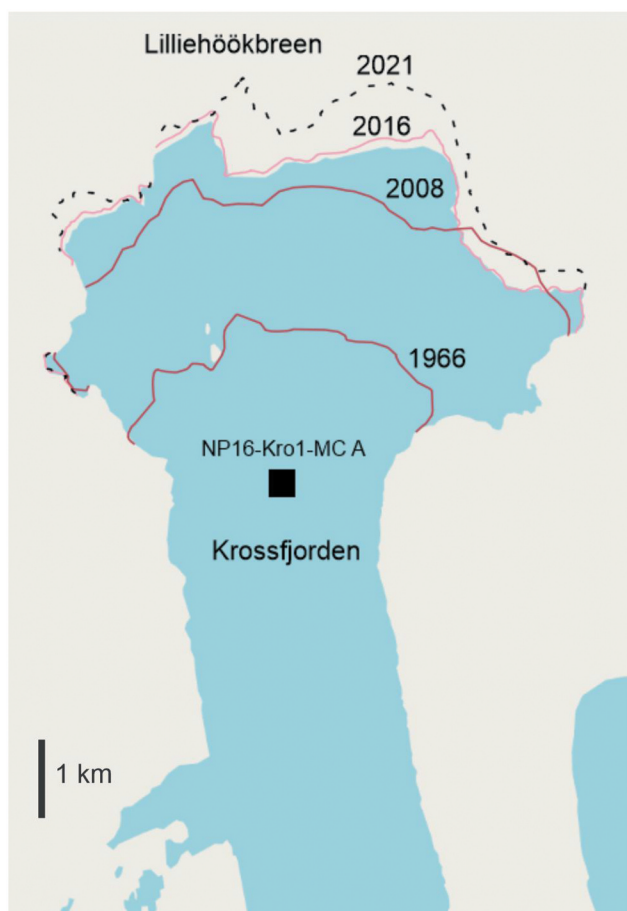 Lilliehöökbreen
2021
2016
2008
1966
NP16-Kro1-MC A
Krossfjorden
1 km